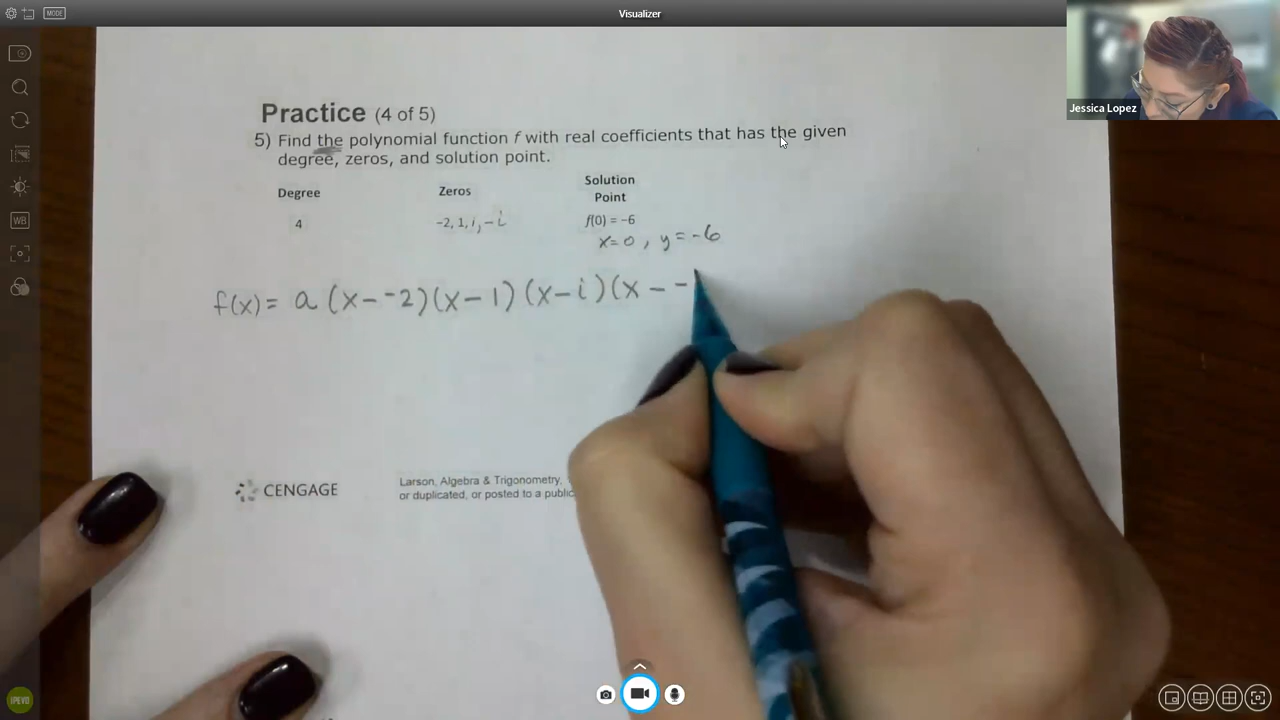 MODE
Visualizer
Jessica Lopez
WB
Practice (4 of 5)
5) Find the polynomial function f with real coefficients that has the given
degree, zeros, and solution point.
Degree Zeros Solution Point
4 -2, 1, i, -i f(0) = -6
x=0, y=-6
f(x)= a (x--2)(x-1)(x-i)(x--
CENGAGE
Larson, Algebra & Trigonometry,
or duplicated, or posted to a public
IPEVO